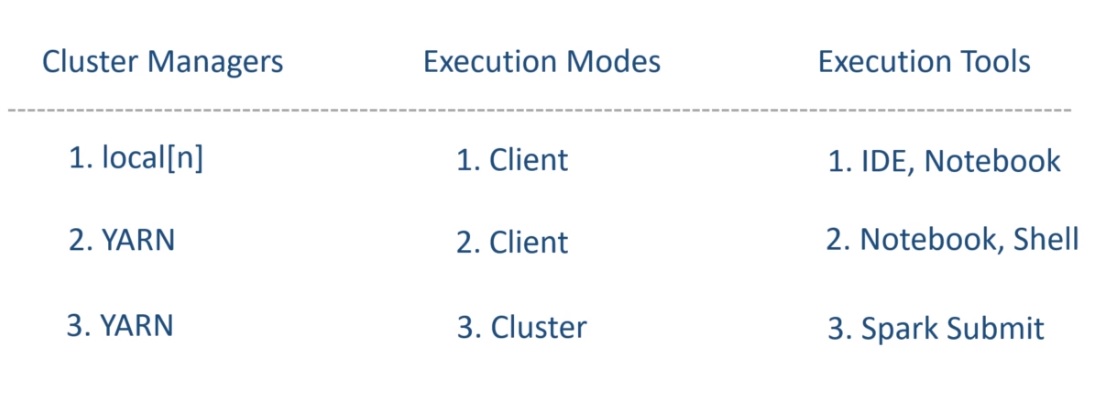 Cluster Managers Execution Modes Execution Tools
1. local[n] 1. Client 1. IDE, Notebook
2. YARN 2. Client 2. Notebook, Shell
3. YARN 3. Cluster 3. Spark Submit